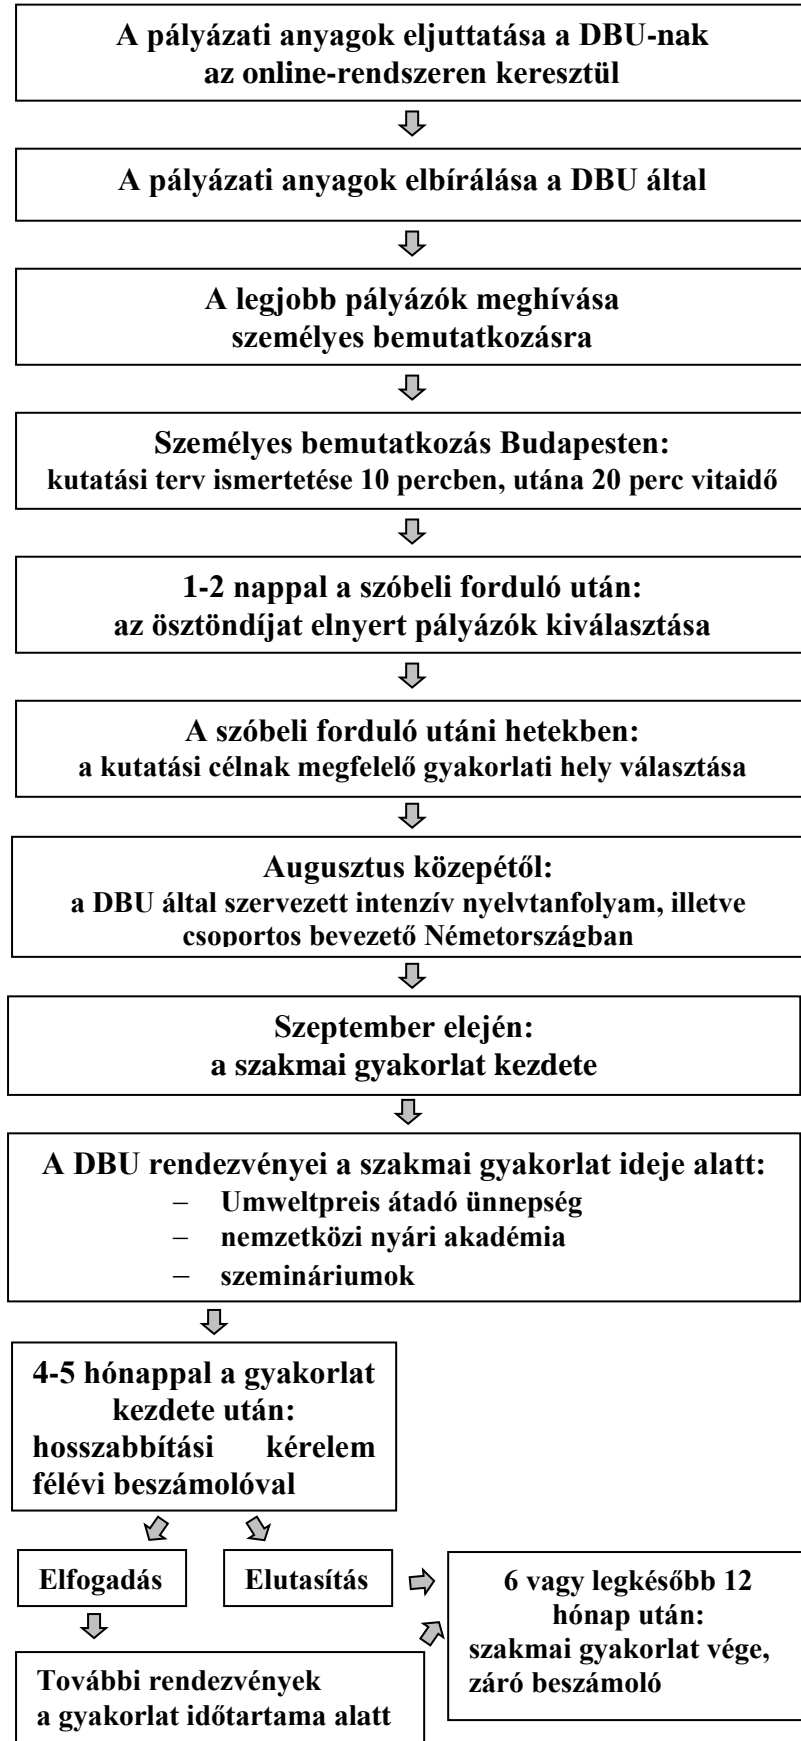 A pályázati anyagok eljuttatása a DBU-nak
az online-rendszeren keresztül
A pályázati anyagok elbírálása a DBU által
A legjobb pályázók meghívása
személyes bemutatkozásra
Személyes bemutatkozás Budapesten:
kutatási terv ismertetése 10 percben, utána 20 perc vitaidő
1-2 nappal a szóbeli forduló után:
az ösztöndíjat elnyert pályázók kiválasztása
A szóbeli forduló utáni hetekben:
a kutatási célnak megfelelő gyakorlati hely választása
Augusztus közepétől:
a DBU által szervezett intenzív nyelvtanfolyam, illetve
csoportos bevezető Németországban
Szeptember elején:
a szakmai gyakorlat kezdete
A DBU rendezvényei a szakmai gyakorlat ideje alatt:
– Umweltpreis átadó ünnepség
– nemzetközi nyári akadémia
– szemináriumok
4-5 hónappal a gyakorlat
kezdete után:
hosszabbítási kérelem
félévi beszámolóval
Elfogadás
Elutasítás
6 vagy legkésőbb 12
hónap után:
szakmai gyakorlat vége,
záró beszámoló
További rendezvények
a gyakorlat időtartama alatt